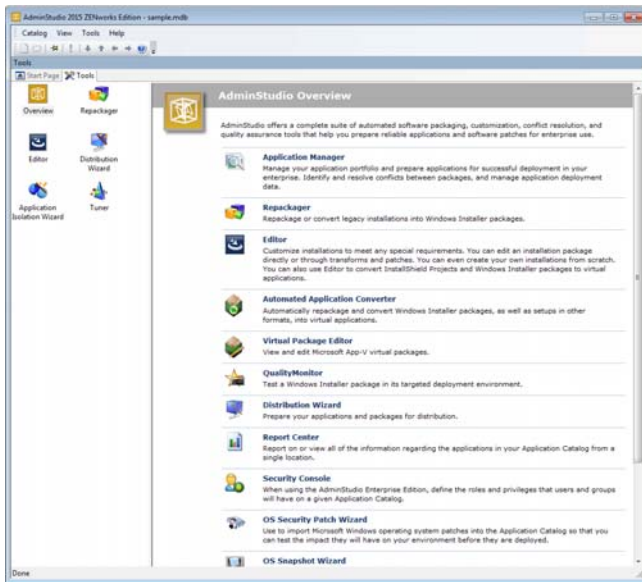 AdminStudio 2015 ZENworks Edition - sample.mdb
Catalog View Tools Help
Tools
Start Page Tools
Overview
Repackager
Editor
Distribution
Wizard
Application
Isolation Wizard
Tuner
AdminStudio Overview
AdminStudio offers a complete suite of automated software packaging, customization, conflict resolution, and
quality assurance tools that help you prepare reliable applications and software patches for enterprise use.
Application Manager
Manage your application portfolio and prepare applications for successful deployment in your
enterprise. Identify and resolve conflicts between packages, and manage application deployment
data.
Repackager
Repackage or convert legacy installations into Windows Installer packages.
Editor
Customize installations to meet any special requirements. You can edit an installation package
directly or through transforms and patches. You can even create your own installations from scratch.
You can also use Editor to convert InstallShield Projects and Windows Installer packages to virtual
applications.
Automated Application Converter
Automatically repackage and convert Windows Installer packages, as well as setups in other
formats, into virtual applications.
Virtual Package Editor
View and edit Microsoft App-V virtual packages.
QualityMonitor
Test a Windows Installer package in its targeted deployment environment.
Distribution Wizard
Prepare your applications and packages for distribution.
Report Center
Report on or view all of the information regarding the applications in your Application Catalog from a
single location.
Security Console
When using the AdminStudio Enterprise Edition, define the roles and privileges that users and groups
will have on a given Application Catalog.
OS Security Patch Wizard
Use to import Microsoft Windows operating system patches into the Application Catalog so that you
can test the impact they will have on your environment before they are deployed.
OS Snapshot Wizard
Done